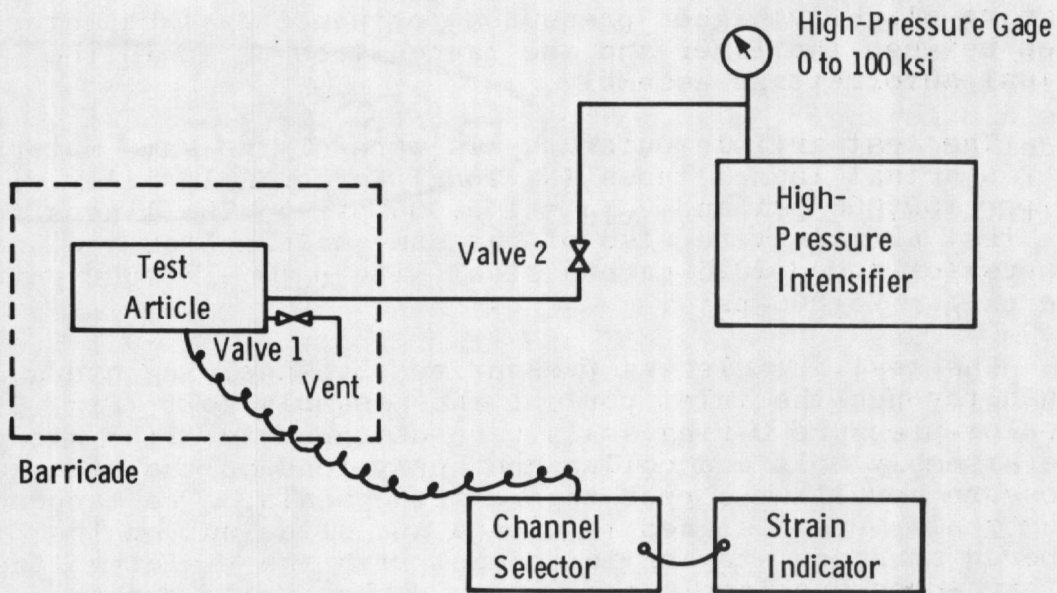 High-Pressure Gage
0 to 100 ksi
High-
Pressure
Intensifier
Valve 2
Test
Article
Valve 1
Vent
Barricade
Channel
Selector
Strain
Indicator